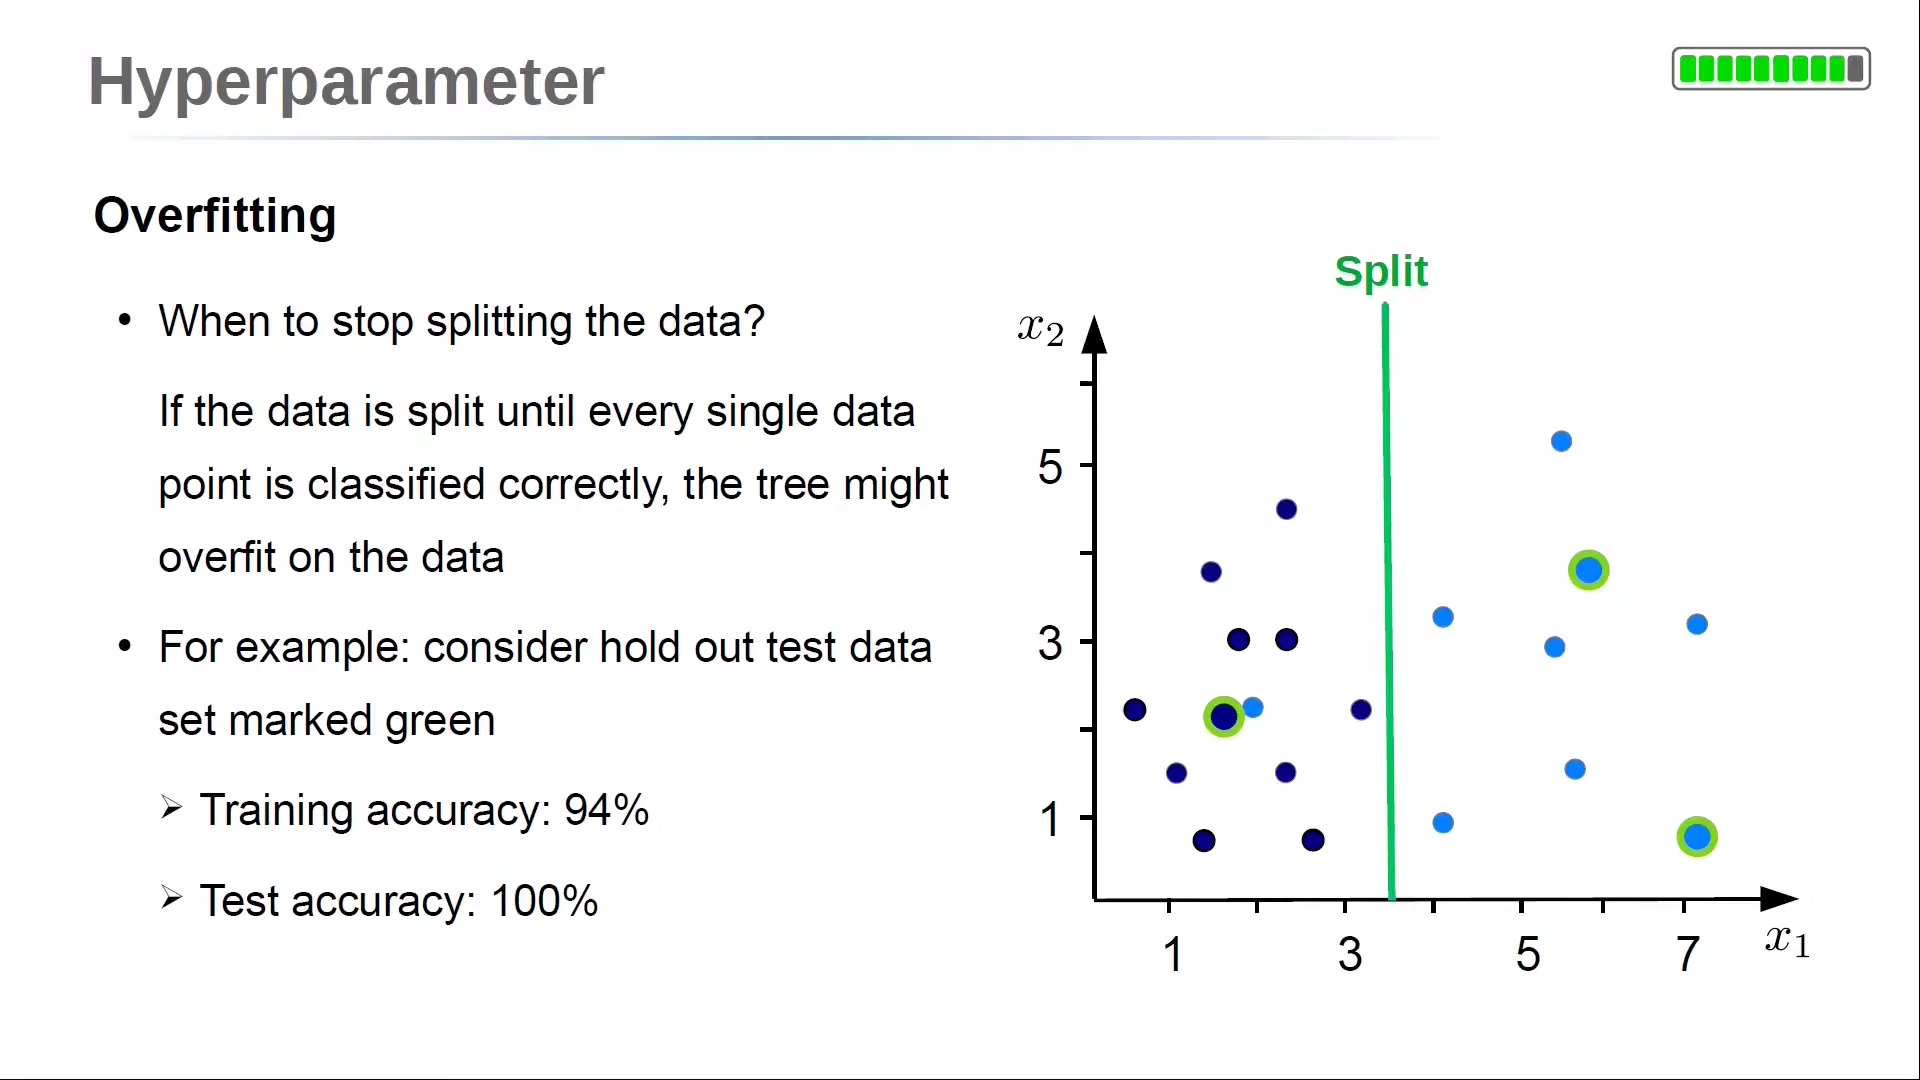 Hyperparameter
Overfitting
• When to stop splitting the data?
If the data is split until every single data
point is classified correctly, the tree might
overfit on the data
• For example: consider hold out test data
set marked green
➢ Training accuracy: 94%
➢ Test accuracy: 100%
Split
x₂
5
3
1
1 3 5 7
x₁